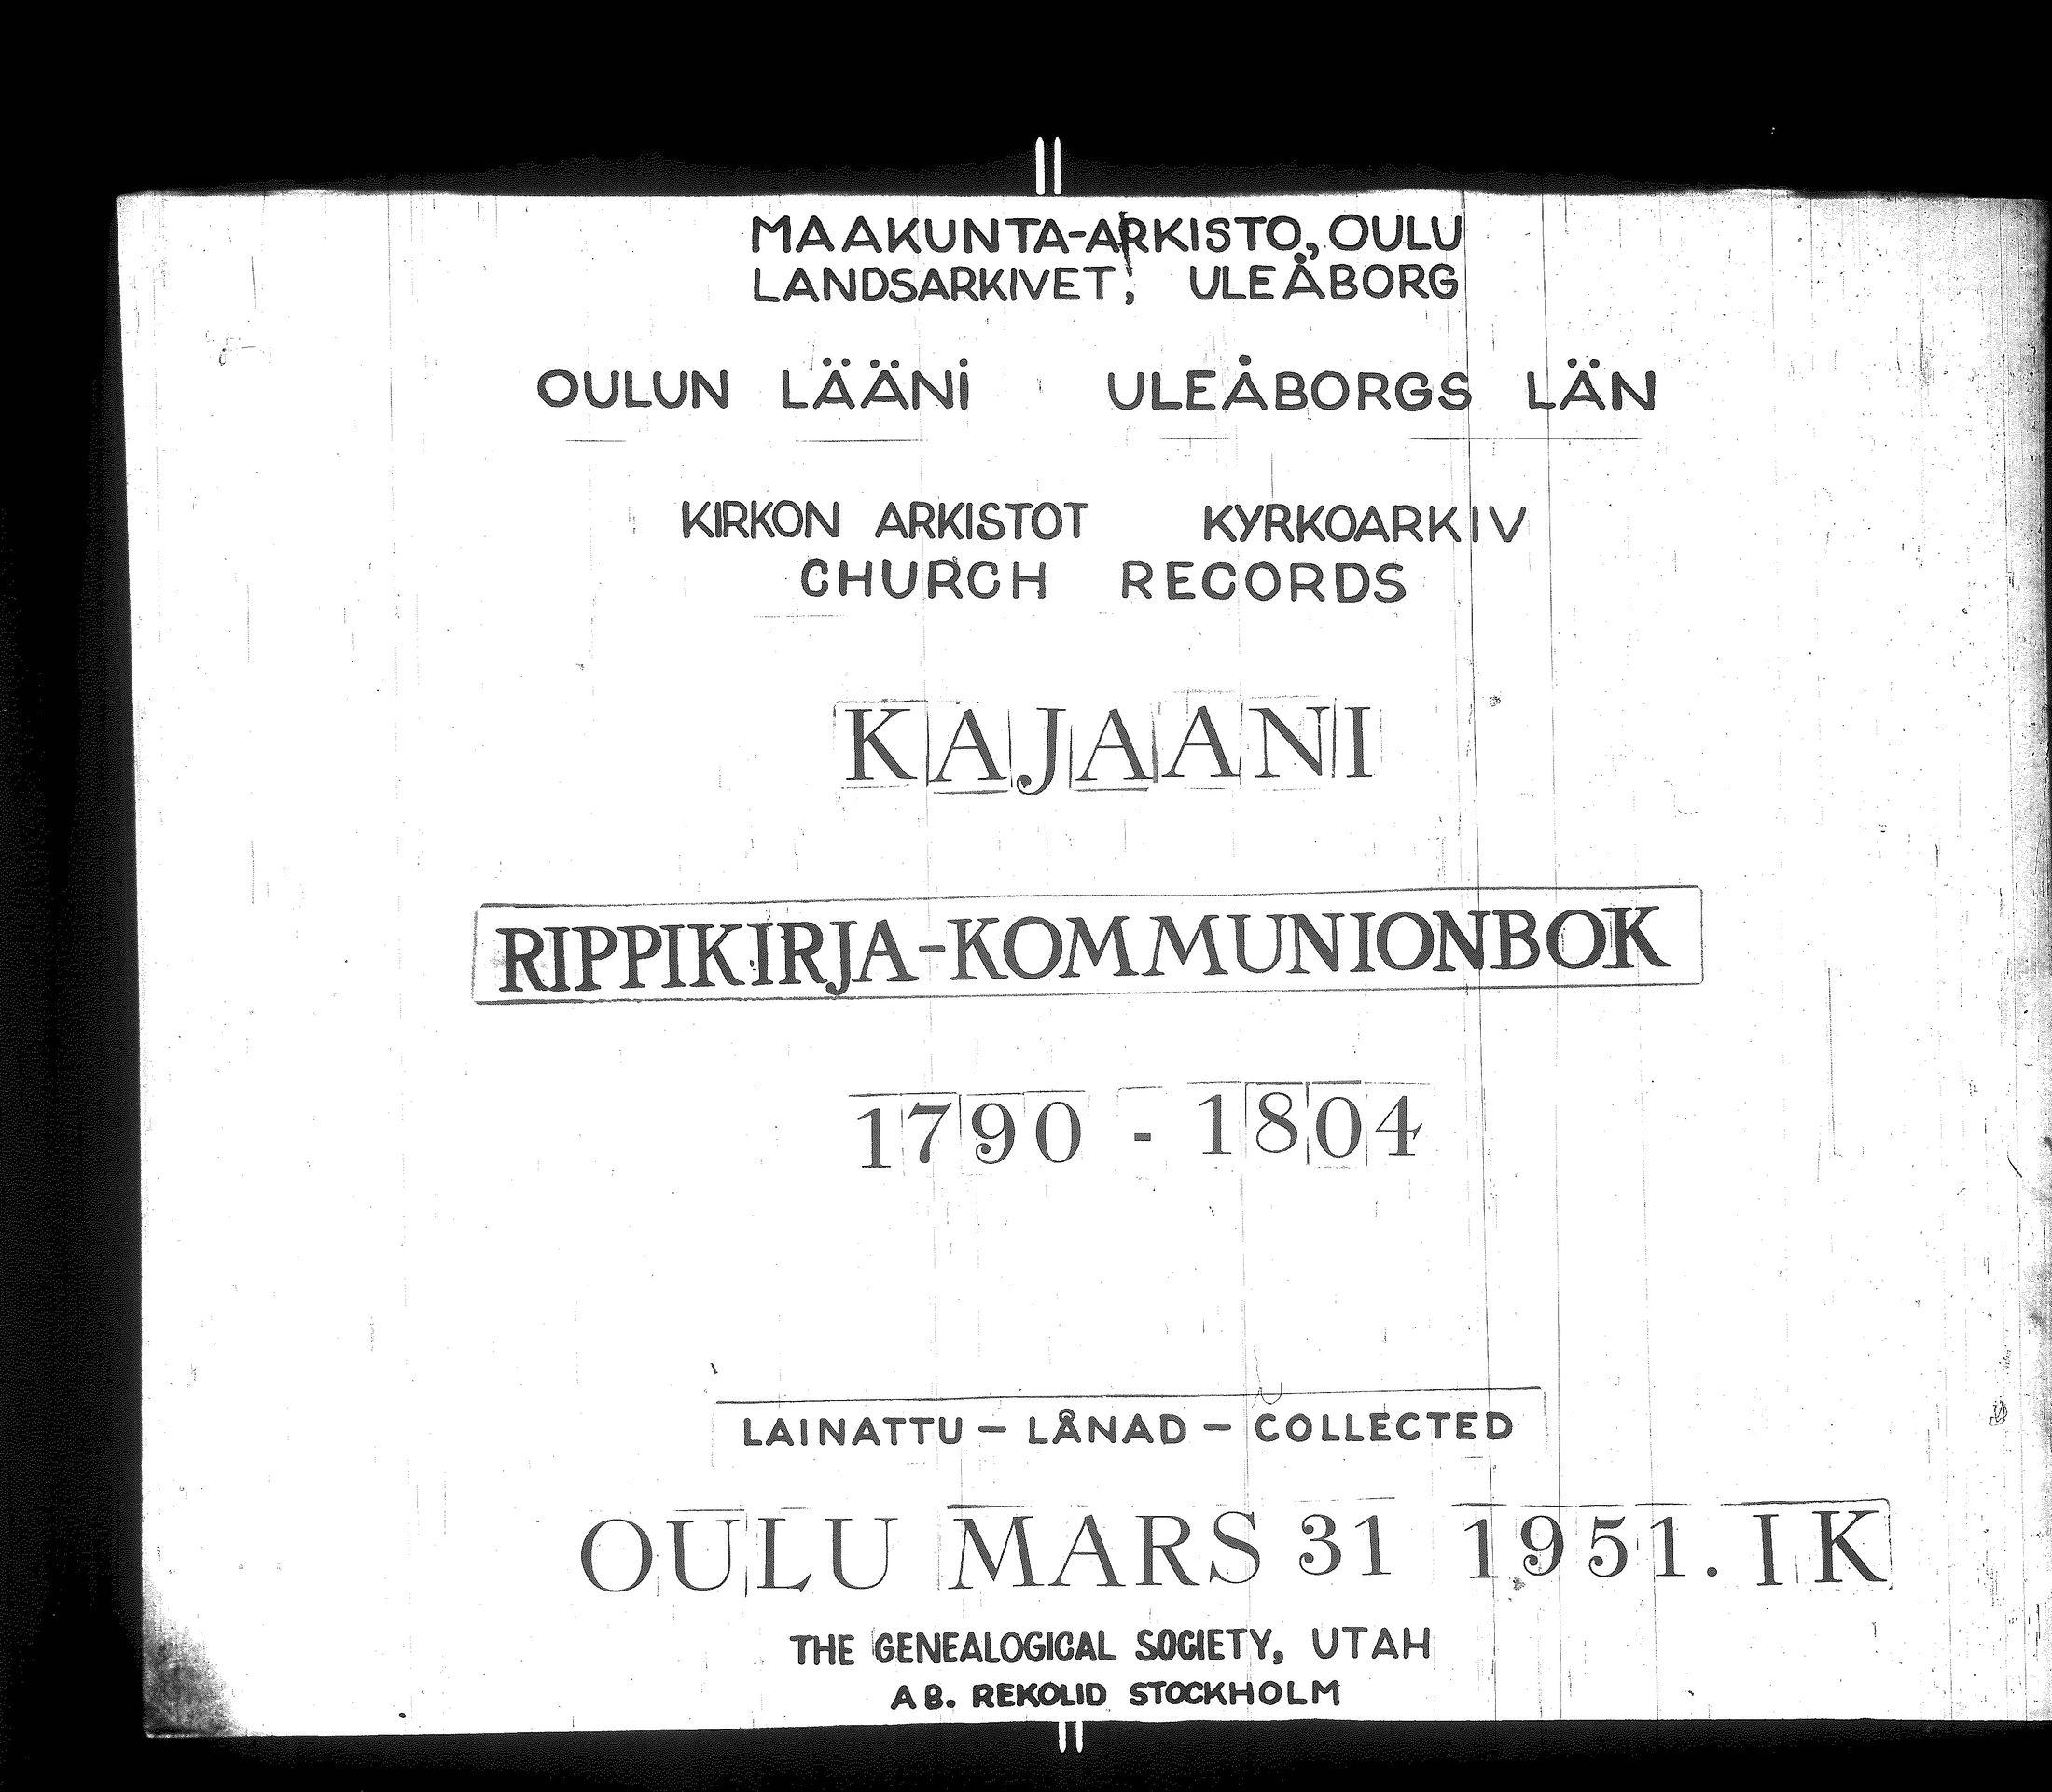 MAAKUNTA-ARKISTO, OULU
LANDSARKIVET, ULEÅBORG
OULUN LÄÄNI ULEÅBORGS LÄN
KIRKON ARKISTOT KYRKOARKIV
CHURCH RECORDS
KAJAANI
RIPPIKIRJA-KOMMUNIONBOK
1790 - 1804
LAINATTU – LÅNAD – COLLECTED
OULU MARS 31 1951. IK
THE GENEALOGICAL SOCIETY, UTAH
AB. REKOLID STOCKHOLM